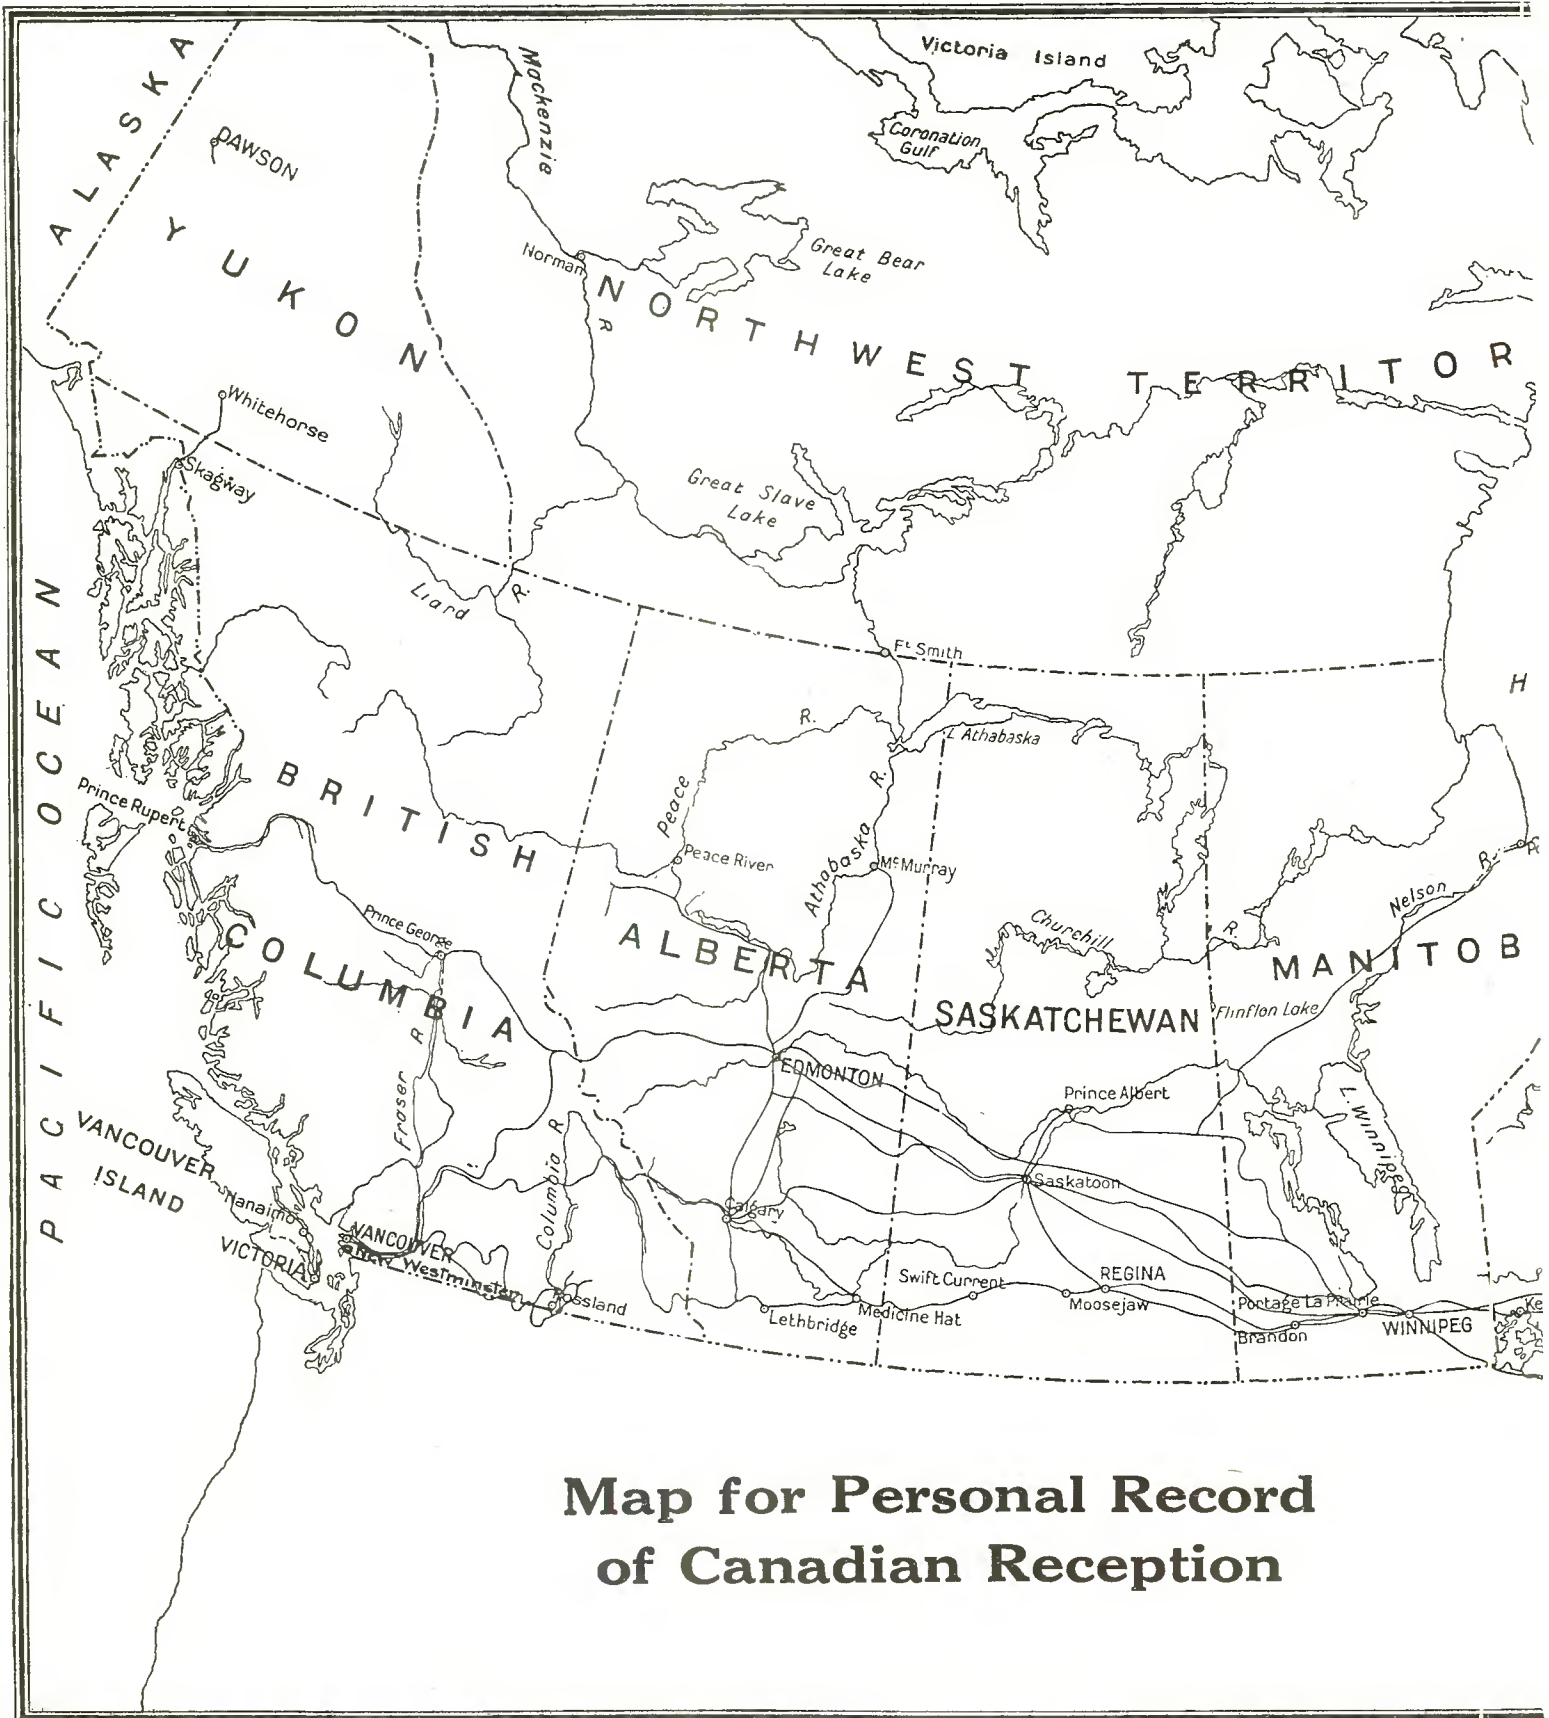 Victoria Island
Mackenzie
ALASKA
DAWSON
Coronation
Gulf
YUKON
Great Bear
Lake
Norman
R
NORTHWEST TERRITOR
Whitehorse
Skagway
Great Slave
Lake
Liard
R.
Ft Smith
PACIFIC OCEAN
H
R.
L Athabaska
BRITISH
Prince Rupert
Peace
R.
Peace River
Athabaska
McMurray
Nelson
R.
Prince George
Churchill
R.
COLUMBIA
ALBERTA
MANITOB
SASKATCHEWAN
Flinflon Lake
R
Fraser
EDMONTON
Prince Albert
L. Winnipeg
VANCOUVER
ISLAND
Columbia
R
Saskatoon
Nanaimo
Calgary
VICTORIA
VANCOUVER
New Westminster
Rossland
Swift Current
REGINA
Moosejaw
Lethbridge
Medicine Hat
Portage La Prairie
Brandon
WINNIPEG
Ke
Map for Personal Record
of Canadian Reception